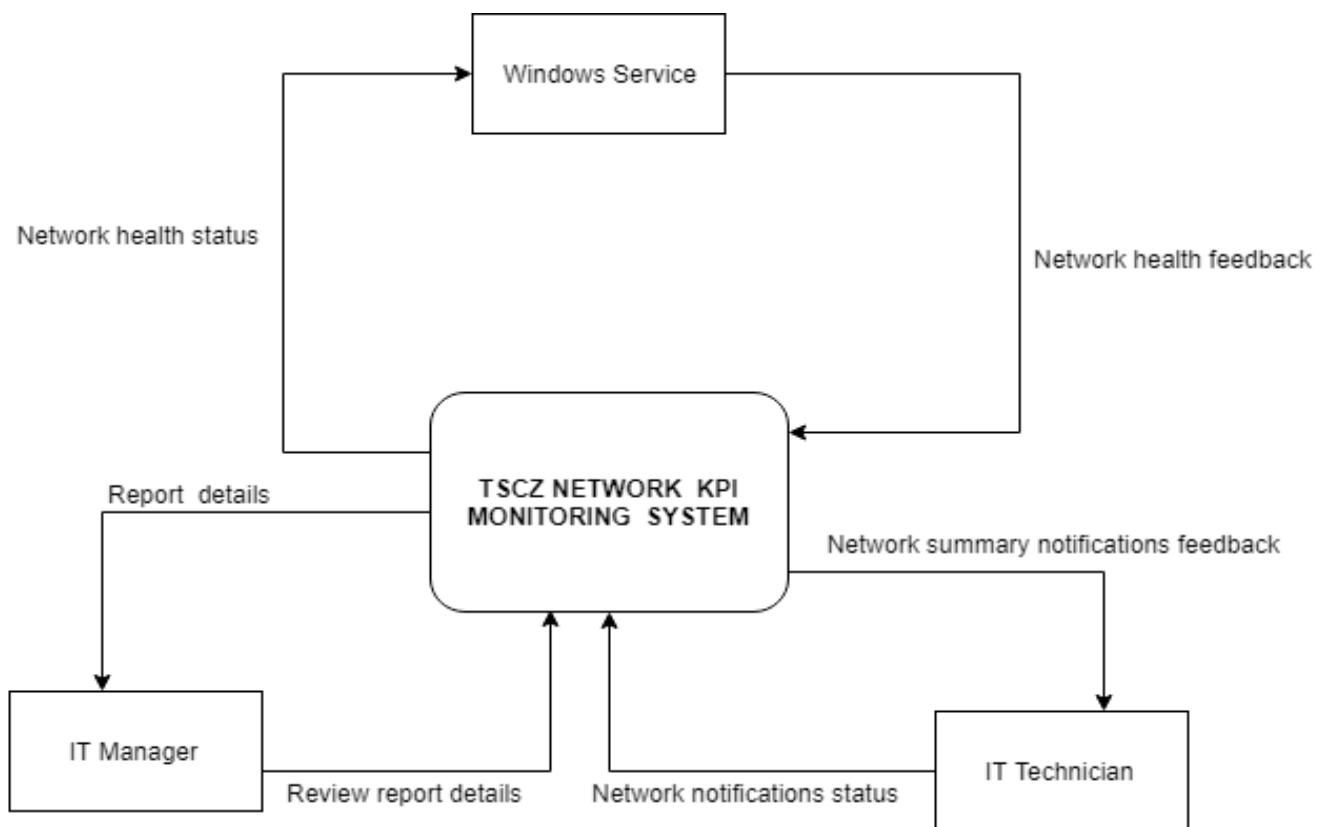 Windows Service
Network health status
Network health feedback
TSCZ NETWORK KPI
MONITORING SYSTEM
Report details
Network summary notifications feedback
IT Manager
IT Technician
Review report details
Network notifications status